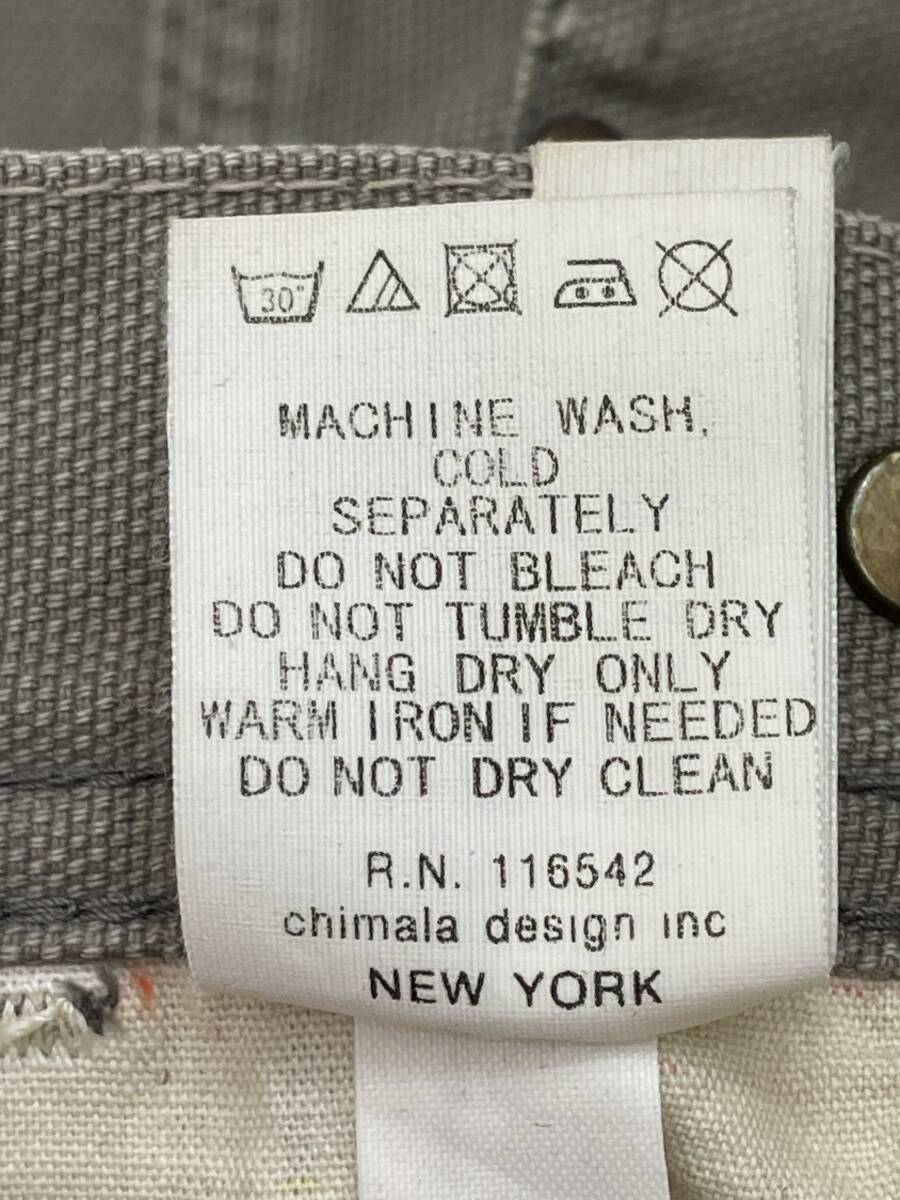 30°
MACHINE WASH,
COLD
SEPARATELY
DO NOT BLEACH
DO NOT TUMBLE DRY
HANG DRY ONLY
WARM IRON IF NEEDED
DO NOT DRY CLEAN
R.N. 116542
chimala design inc
NEW YORK